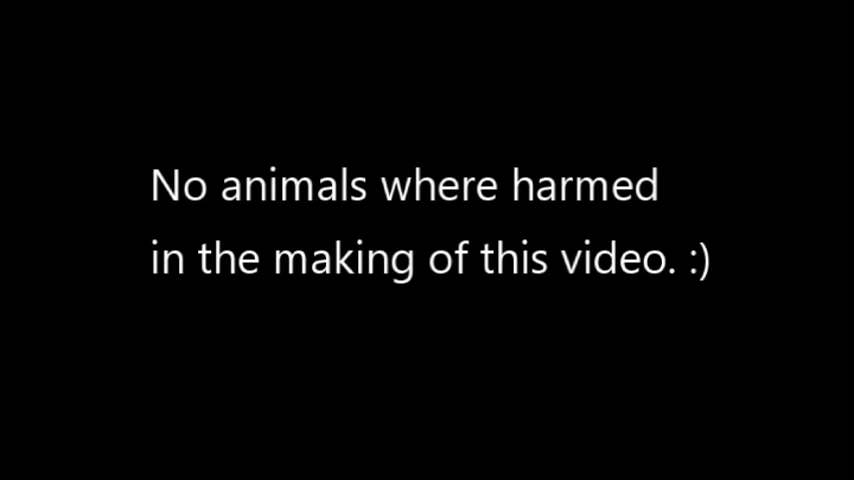 No animals where harmed
in the making of this video. :)